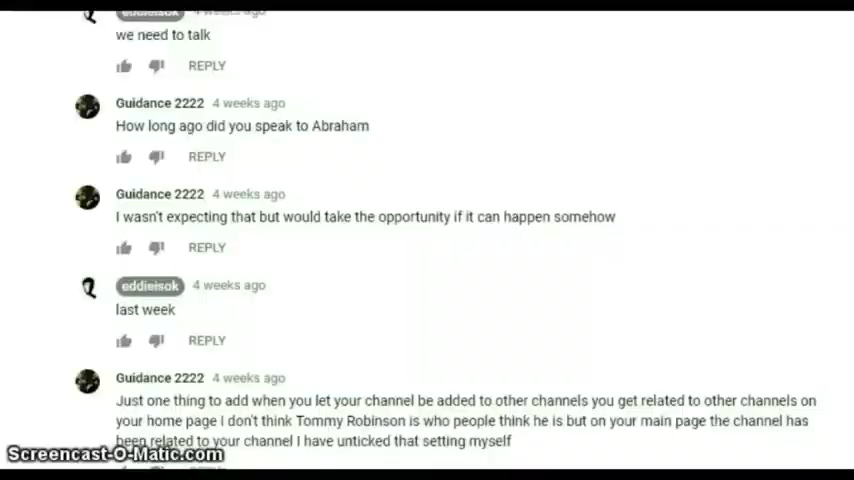 eddieisok 4 weeks ago
we need to talk
REPLY
Guidance 2222 4 weeks ago
How long ago did you speak to Abraham
REPLY
Guidance 2222 4 weeks ago
I wasn't expecting that but would take the opportunity if it can happen somehow
REPLY
eddieisok 4 weeks ago
last week
REPLY
Guidance 2222 4 weeks ago
Just one thing to add when you let your channel be added to other channels you get related to other channels on
your home page I don't think Tommy Robinson is who people think he is but on your main page the channel has
been related to your channel I have unticked that setting myself
Screencast-O-Matic.com